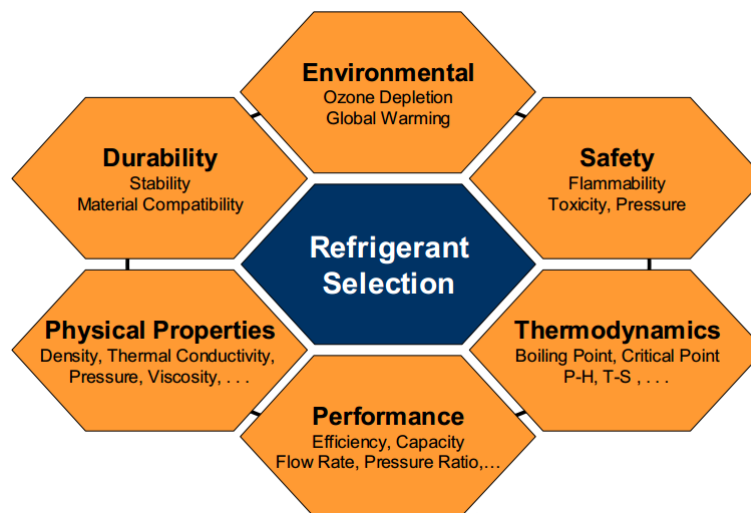 Environmental
Ozone Depletion
Global Warming
Durability
Stability
Material Compatibility
Safety
Flammability
Toxicity, Pressure
Refrigerant
Selection
Physical Properties
Density, Thermal Conductivity,
Pressure, Viscosity, . . .
Thermodynamics
Boiling Point, Critical Point
P-H, T-S , . . .
Performance
Efficiency, Capacity
Flow Rate, Pressure Ratio,...